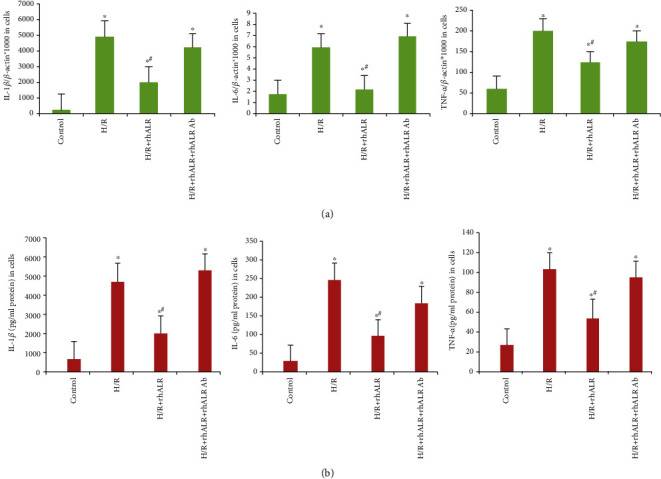 IL-1β/β-actin*1000 in cells
7000
6000
5000
4000
3000
2000
1000
0
*
*#
*
Control
H/R
H/R+rhALR
H/R+rhALR+rhALR Ab
IL-6/β-actin*1000 in cells
9
8
7
6
5
4
3
2
1
0
*
*#
*
Control
H/R
H/R+rhALR
H/R+rhALR+rhALR Ab
TNF-α/β-actin*1000 in cells
250
200
150
100
50
0
*
*#
*
Control
H/R
H/R+rhALR
H/R+rhALR+rhALR Ab
(a)
IL-1β (pg/ml protein) in cells
7000
6000
5000
4000
3000
2000
1000
0
*
*#
*
Control
H/R
H/R+rhALR
H/R+rhALR+rhALR Ab
IL-6 (pg/ml protein) in cells
350
300
250
200
150
100
50
0
*
*#
*
Control
H/R
H/R+rhALR
H/R+rhALR+rhALR Ab
TNF-α(pg/ml protein) in cells
140
120
100
80
60
40
20
0
*
*#
*
Control
H/R
H/R+rhALR
H/R+rhALR+rhALR Ab
(b)